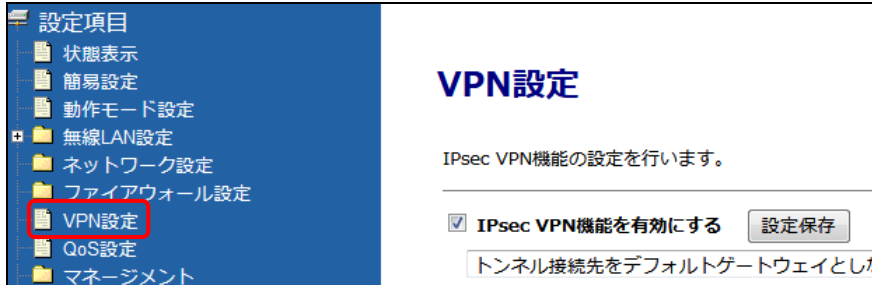 設定項目
状態表示
簡易設定
動作モード設定
無線LAN設定
ネットワーク設定
ファイアウォール設定
VPN設定
QoS設定
マネージメント
VPN設定
IPsec VPN機能の設定を行います。
IPsec VPN機能を有効にする 設定保存
トンネル接続先をデフォルトゲートウェイとし